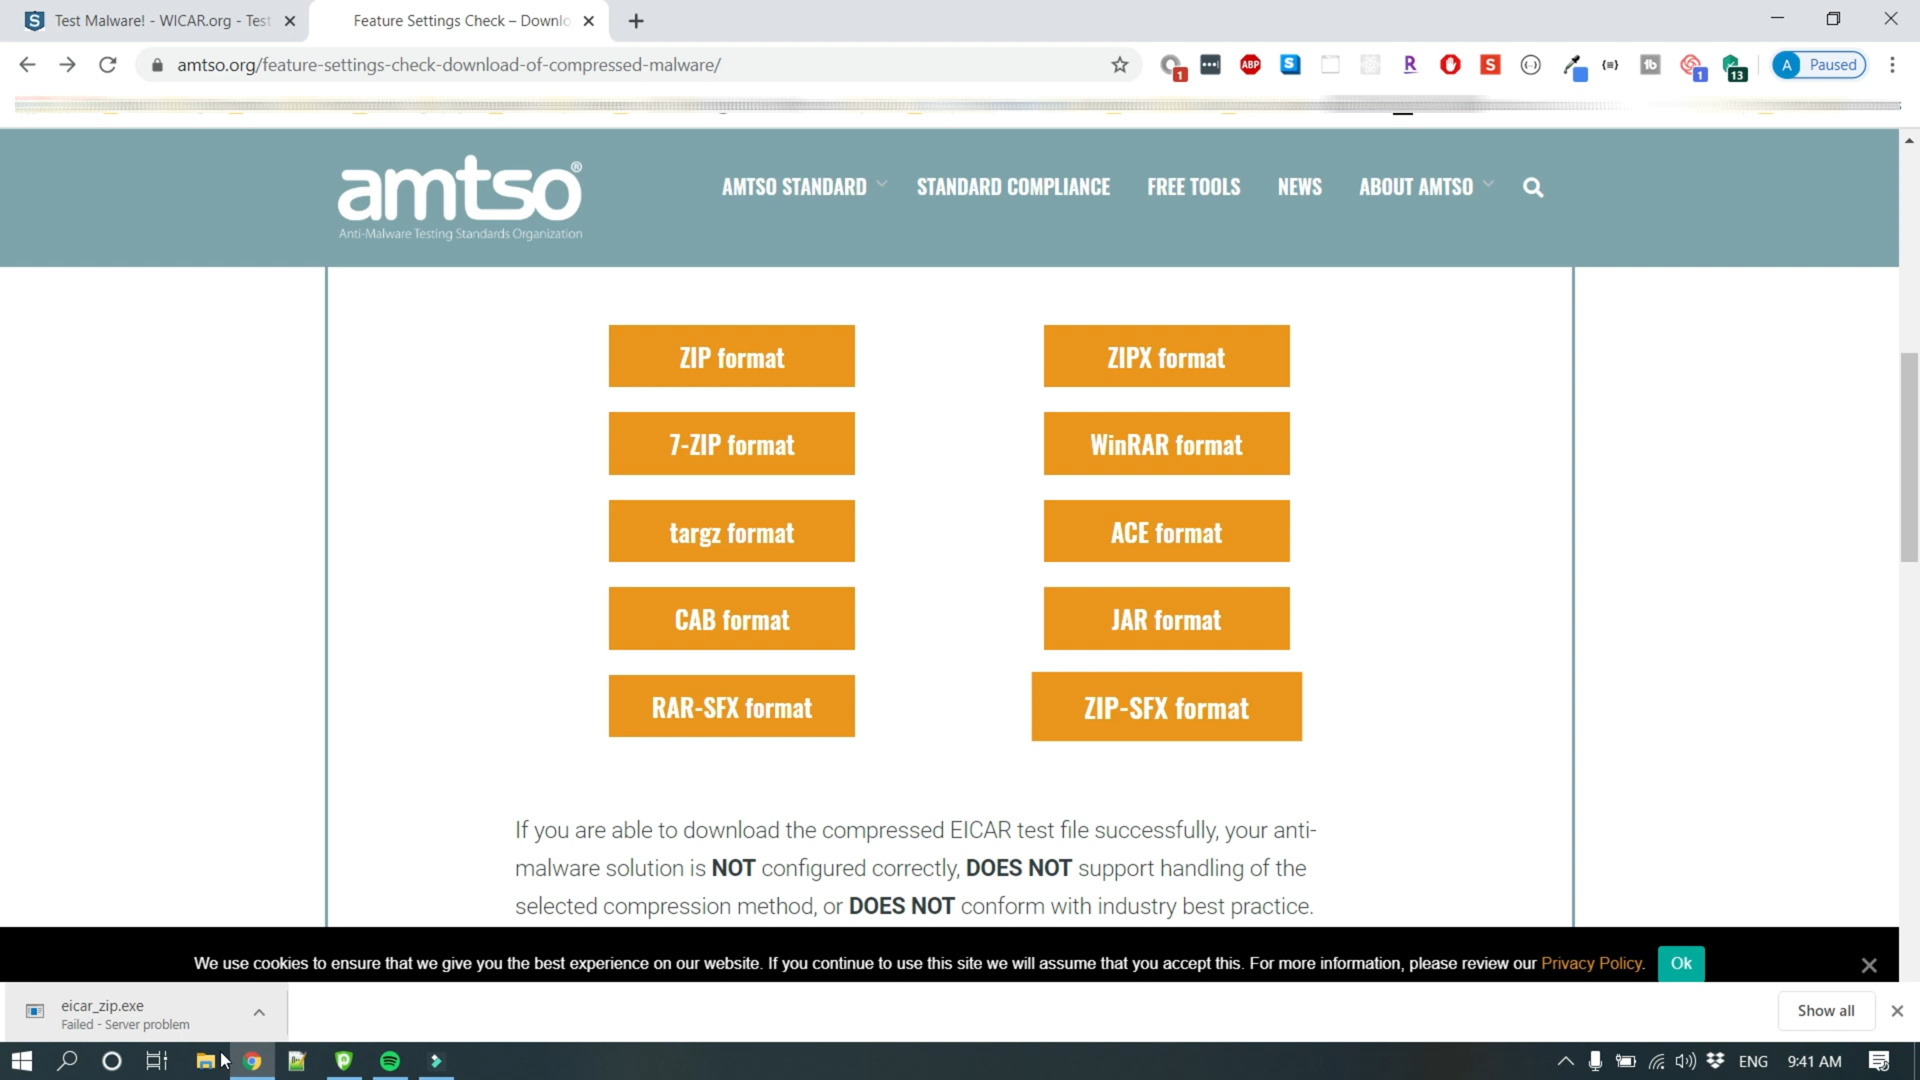 Test Malware! - WICAR.org - Test
Feature Settings Check – Downlo
amtso.org/feature-settings-check-download-of-compressed-malware/
1
ABP
S
R
S
tb
1
13
A Paused
amtso®
Anti-Malware Testing Standards Organization
AMTSO STANDARD
STANDARD COMPLIANCE
FREE TOOLS
NEWS
ABOUT AMTSO
ZIP format
ZIPX format
7-ZIP format
WinRAR format
targz format
ACE format
CAB format
JAR format
RAR-SFX format
ZIP-SFX format
If you are able to download the compressed EICAR test file successfully, your anti-
malware solution is NOT configured correctly, DOES NOT support handling of the
selected compression method, or DOES NOT conform with industry best practice.
We use cookies to ensure that we give you the best experience on our website. If you continue to use this site we will assume that you accept this. For more information, please review our Privacy Policy.
Ok
eicar_zip.exe
Failed - Server problem
Show all
ENG
9:41 AM